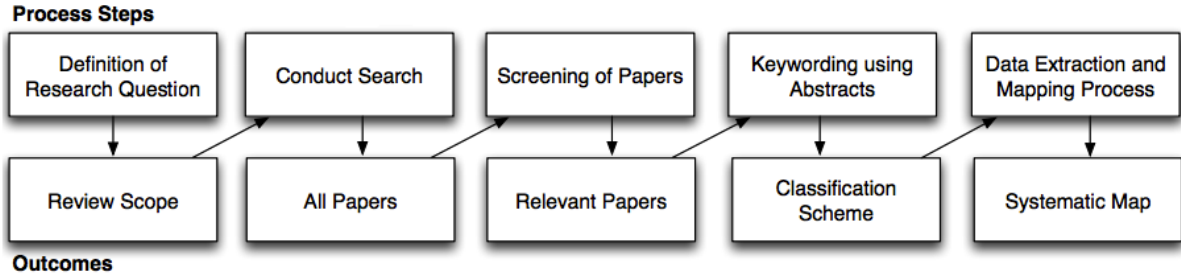 Process Steps
Definition of
Research Question
Conduct Search
Screening of Papers
Keywording using
Abstracts
Data Extraction and
Mapping Process
Review Scope
All Papers
Relevant Papers
Classification
Scheme
Systematic Map
Outcomes